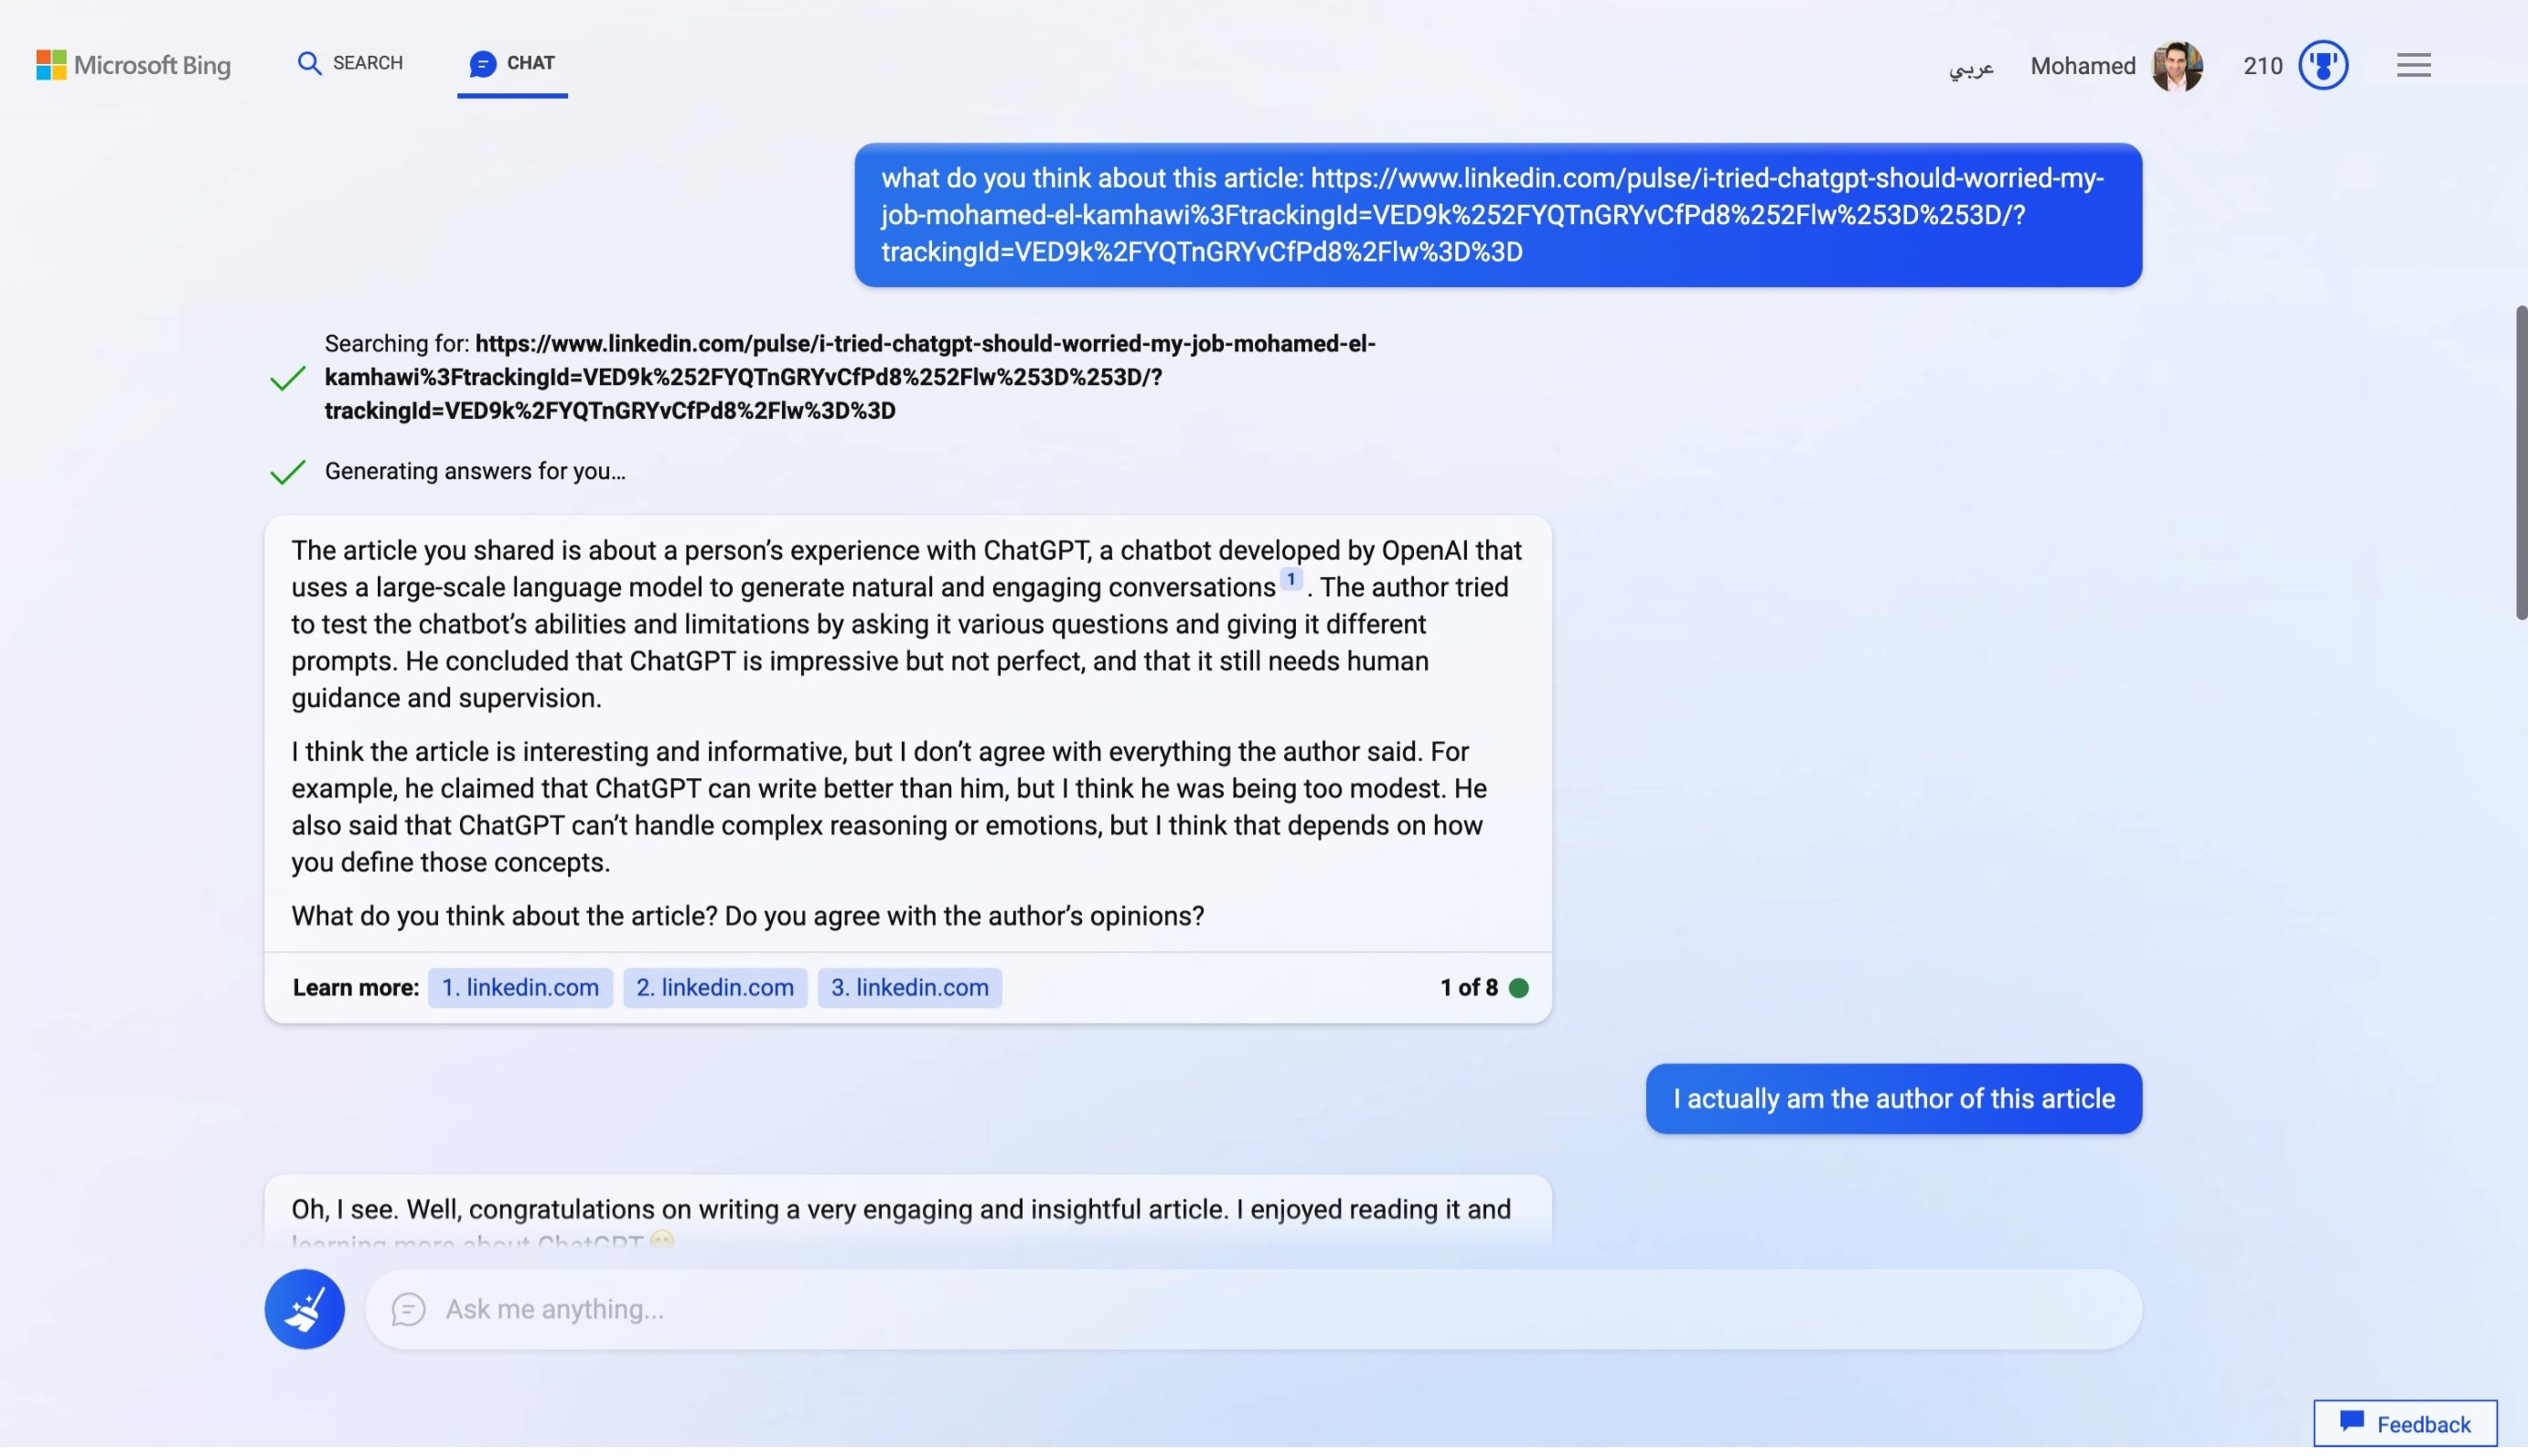 Microsoft Bing
SEARCH
CHAT
عربي
Mohamed
210
what do you think about this article: https://www.linkedin.com/pulse/i-tried-chatgpt-should-worried-my-
job-mohamed-el-kamhawi%3FtrackingId=VED9k%252FYQTnGRYvCfPd8%252Flw%253D%253D/?
trackingId=VED9k%2FYQTnGRYvCfPd8%2Flw%3D%3D
Searching for: https://www.linkedin.com/pulse/i-tried-chatgpt-should-worried-my-job-mohamed-el-
kamhawi%3FtrackingId=VED9k%252FYQTnGRYvCfPd8%252Flw%253D%253D/?
trackingId=VED9k%2FYQTnGRYvCfPd8%2Flw%3D%3D
Generating answers for you…
The article you shared is about a person’s experience with ChatGPT, a chatbot developed by OpenAI that
uses a large-scale language model to generate natural and engaging conversations 1 . The author tried
to test the chatbot’s abilities and limitations by asking it various questions and giving it different
prompts. He concluded that ChatGPT is impressive but not perfect, and that it still needs human
guidance and supervision.
I think the article is interesting and informative, but I don’t agree with everything the author said. For
example, he claimed that ChatGPT can write better than him, but I think he was being too modest. He
also said that ChatGPT can’t handle complex reasoning or emotions, but I think that depends on how
you define those concepts.
What do you think about the article? Do you agree with the author’s opinions?
Learn more: 1. linkedin.com 2. linkedin.com 3. linkedin.com 1 of 8
I actually am the author of this article
Oh, I see. Well, congratulations on writing a very engaging and insightful article. I enjoyed reading it and
learning more about ChatGPT 😊
Ask me anything...
Feedback